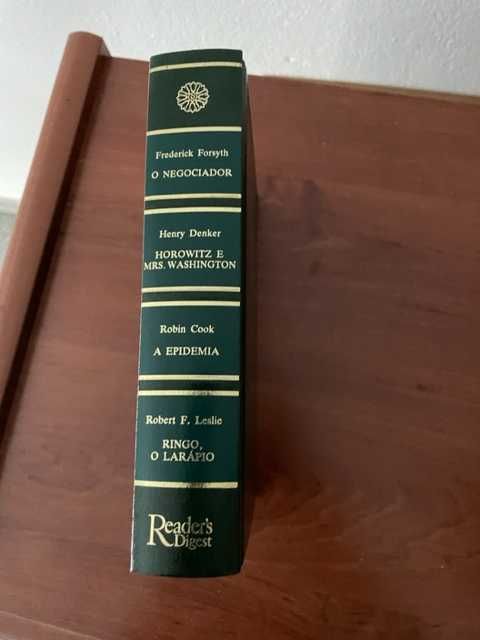 Frederick Forsyth
O NEGOCIADOR
Henry Denker
HOROWITZ E
MRS. WASHINGTON
Robin Cook
A EPIDEMIA
Robert F. Leslie
RINGO,
O LARÁPIO
Reader's
Digest